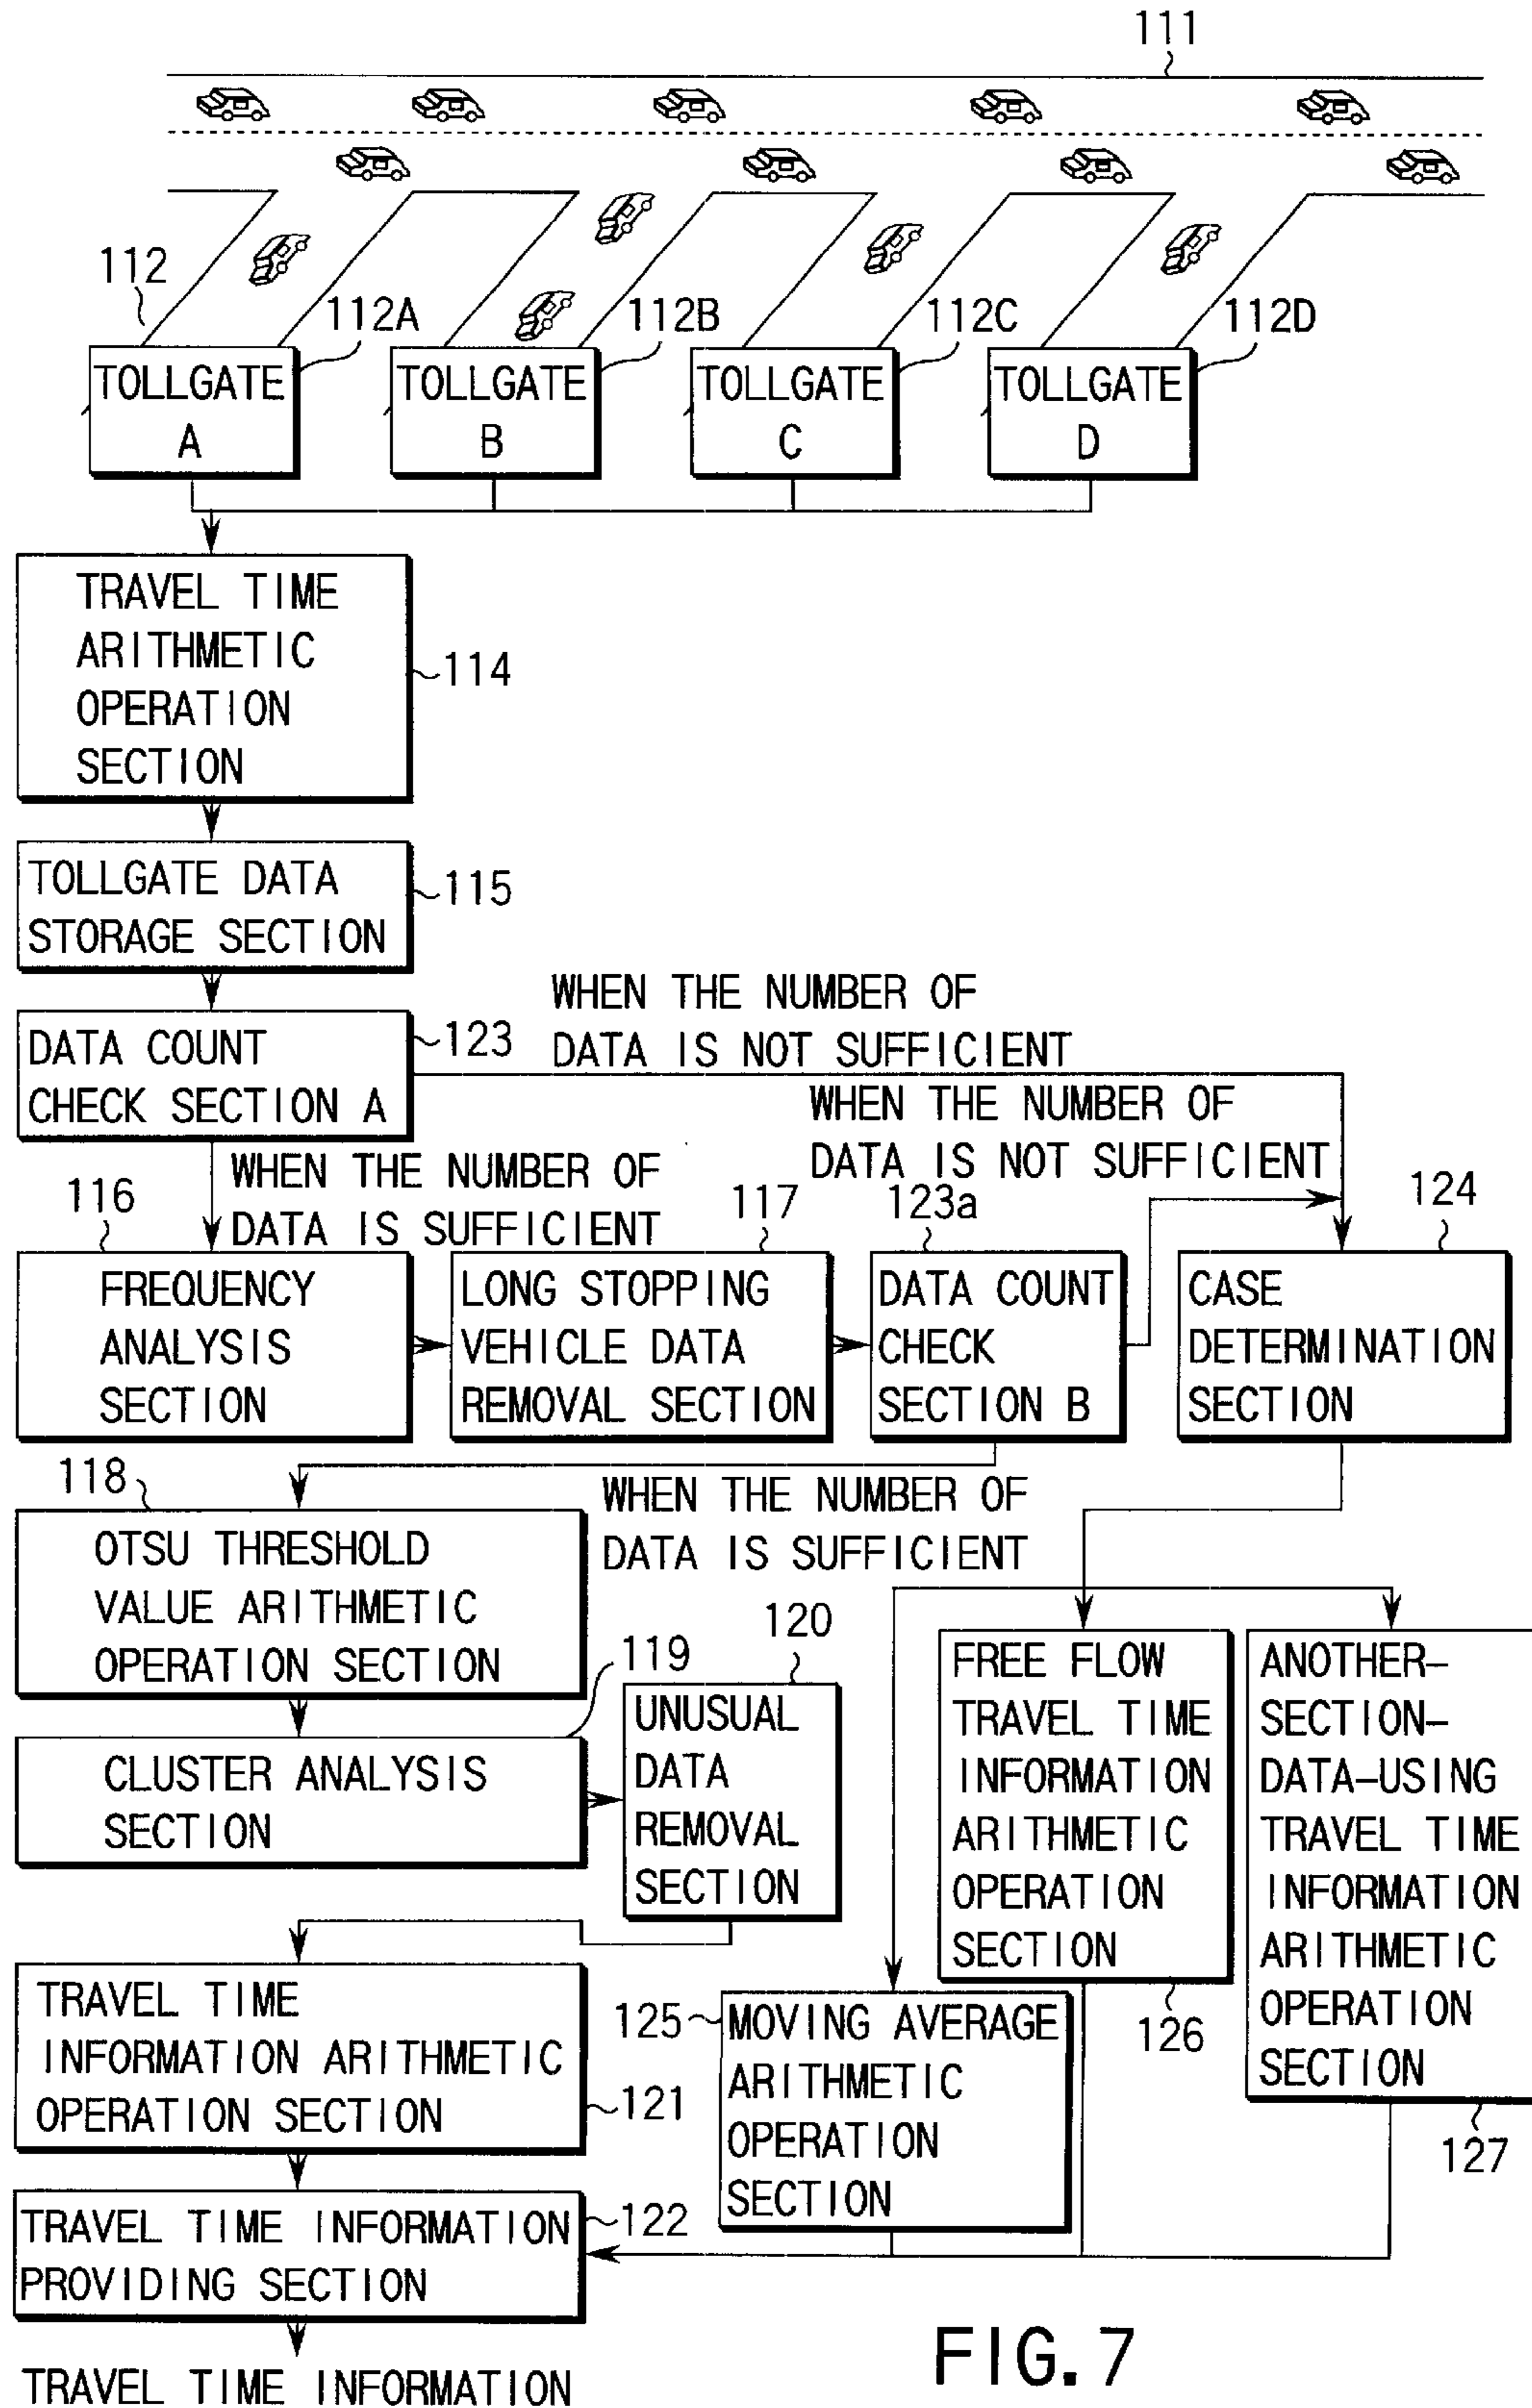 111
112
112A
112B
112C
112D
TOLLGATE
A
TOLLGATE
B
TOLLGATE
C
TOLLGATE
D
TRAVEL TIME
ARITHMETIC
OPERATION
SECTION
114
TOLLGATE DATA
STORAGE SECTION
115
DATA COUNT
CHECK SECTION A
123
WHEN THE NUMBER OF
DATA IS NOT SUFFICIENT
WHEN THE NUMBER OF
DATA IS NOT SUFFICIENT
WHEN THE NUMBER OF
DATA IS SUFFICIENT
116
FREQUENCY
ANALYSIS
SECTION
117
LONG STOPPING
VEHICLE DATA
REMOVAL SECTION
123a
DATA COUNT
CHECK
SECTION B
124
CASE
DETERMINATION
SECTION
118
OTSU THRESHOLD
VALUE ARITHMETIC
OPERATION SECTION
WHEN THE NUMBER OF
DATA IS SUFFICIENT
119
CLUSTER ANALYSIS
SECTION
120
UNUSUAL
DATA
REMOVAL
SECTION
FREE FLOW
TRAVEL TIME
INFORMATION
ARITHMETIC
OPERATION
SECTION
126
ANOTHER-
SECTION-
DATA-USING
TRAVEL TIME
INFORMATION
ARITHMETIC
OPERATION
SECTION
127
TRAVEL TIME
INFORMATION ARITHMETIC
OPERATION SECTION
121
125
MOVING AVERAGE
ARITHMETIC
OPERATION
SECTION
TRAVEL TIME INFORMATION
PROVIDING SECTION
122
TRAVEL TIME INFORMATION
FIG. 7